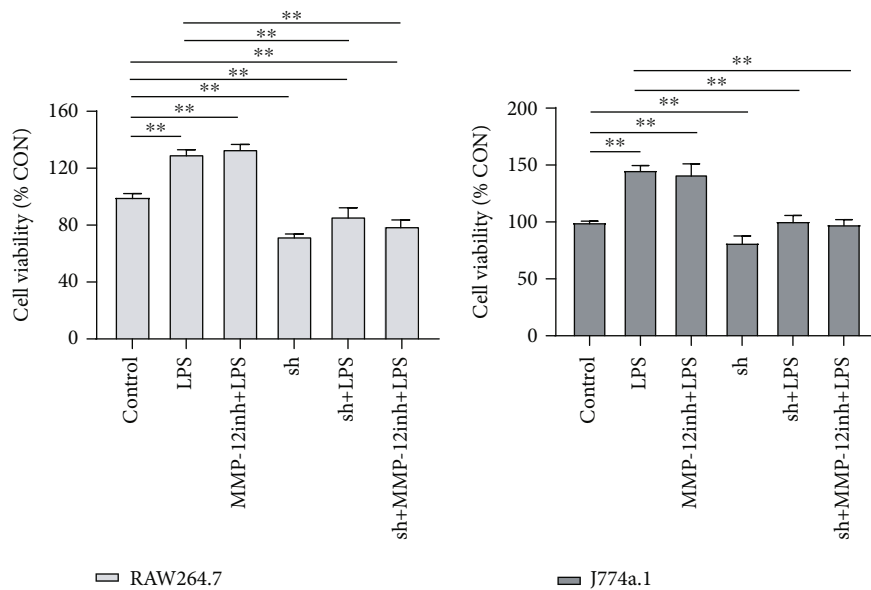 **
**
**
**
**
**
**
Cell viability (% CON)
160
120
80
40
0
Control
LPS
MMP-12inh+LPS
sh
sh+LPS
sh+MMP-12inh+LPS
RAW264.7
**
**
**
**
**
Cell viability (% CON)
200
150
100
50
0
Control
LPS
MMP-12inh+LPS
sh
sh+LPS
sh+MMP-12inh+LPS
J774a.1